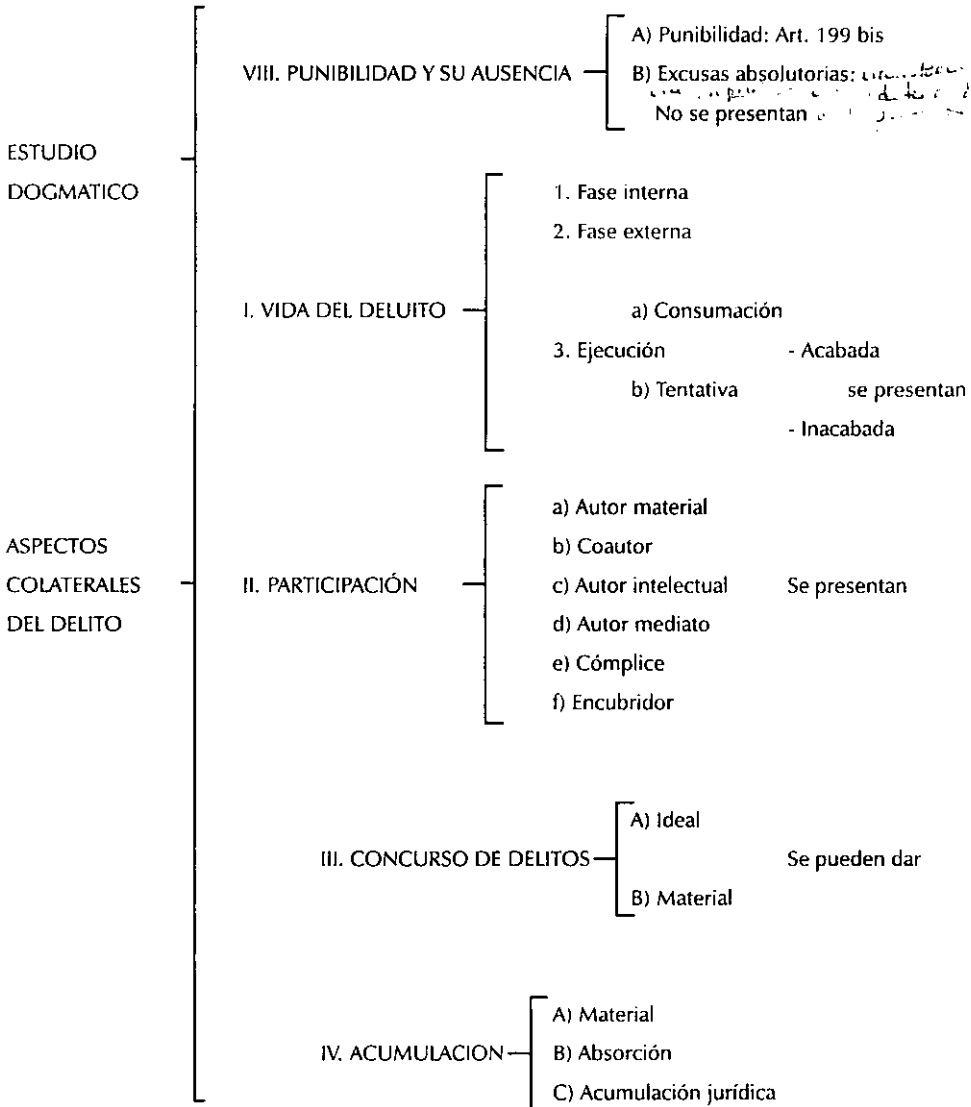 ESTUDIO
DOGMATICO
VIII. PUNIBILIDAD Y SU AUSENCIA
A) Punibilidad: Art. 199 bis
B) Excusas absolutorias:
No se presentan
I. VIDA DEL DELUITO
1. Fase interna
2. Fase externa
a) Consumación
3. Ejecución - Acabada
b) Tentativa se presentan
- Inacabada
ASPECTOS
COLATERALES
DEL DELITO
II. PARTICIPACIÓN
a) Autor material
b) Coautor
c) Autor intelectual Se presentan
d) Autor mediato
e) Cómplice
f) Encubridor
III. CONCURSO DE DELITOS
A) Ideal
Se pueden dar
B) Material
IV. ACUMULACION
A) Material
B) Absorción
C) Acumulación jurídica